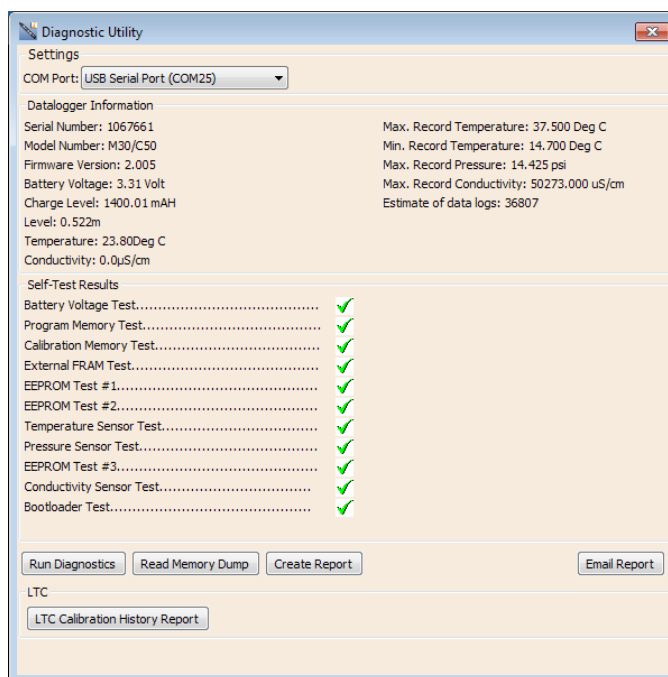 Diagnostic Utility
Settings
COM Port: USB Serial Port (COM25)
Datalogger Information
Serial Number: 1067661
Model Number: M30/C50
Firmware Version: 2.005
Battery Voltage: 3.31 Volt
Charge Level: 1400.01 mAH
Level: 0.522m
Temperature: 23.80Deg C
Conductivity: 0.0µS/cm
Max. Record Temperature: 37.500 Deg C
Min. Record Temperature: 14.700 Deg C
Max. Record Pressure: 14.425 psi
Max. Record Conductivity: 50273.000 uS/cm
Estimate of data logs: 36807
Self-Test Results
Battery Voltage Test........................................
Program Memory Test.......................................
Calibration Memory Test....................................
External FRAM Test.........................................
EEPROM Test #1............................................
EEPROM Test #2............................................
Temperature Sensor Test..................................
Pressure Sensor Test.......................................
EEPROM Test #3............................................
Conductivity Sensor Test.................................
Bootloader Test............................................
Run Diagnostics Read Memory Dump Create Report Email Report
LTC
LTC Calibration History Report